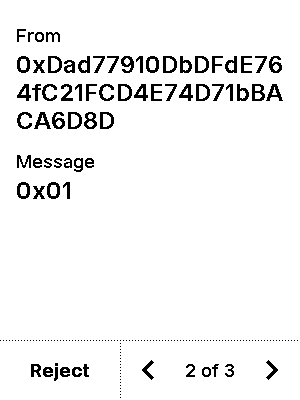 From
0xDad77910DbDFdE76
4fC21FCD4E74D71bBA
CA6D8D
Message
0x01
Reject
2 of 3